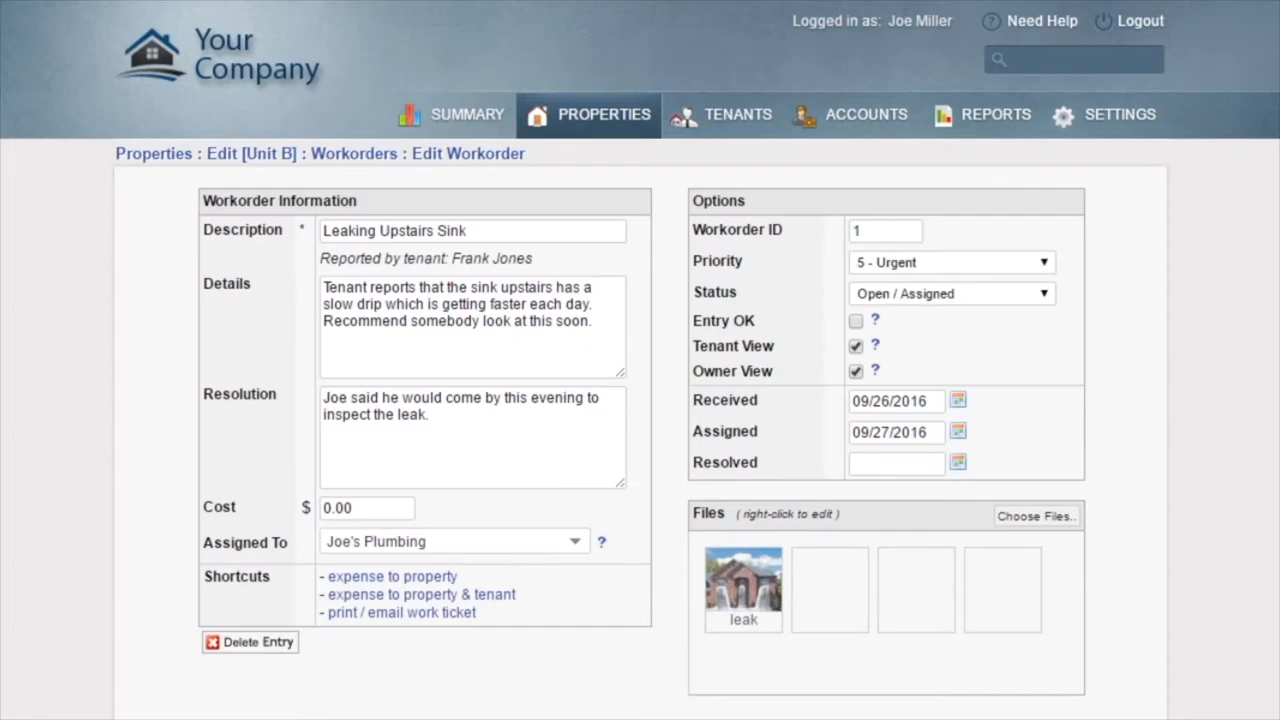 Your
Company
Logged in as: Joe Miller
Need Help
Logout
SUMMARY
PROPERTIES
TENANTS
ACCOUNTS
REPORTS
SETTINGS
Properties : Edit [Unit B] : Workorders : Edit Workorder
Workorder Information
Description * Leaking Upstairs Sink
Reported by tenant: Frank Jones
Details
Tenant reports that the sink upstairs has a
slow drip which is getting faster each day.
Recommend somebody look at this soon.
Resolution
Joe said he would come by this evening to
inspect the leak.
Cost $ 0.00
Assigned To Joe's Plumbing ?
Shortcuts
- expense to property
- expense to property & tenant
- print / email work ticket
Delete Entry
Options
Workorder ID 1
Priority 5 - Urgent
Status Open / Assigned
Entry OK ?
Tenant View ?
Owner View ?
Received 09/26/2016
Assigned 09/27/2016
Resolved
Files ( right-click to edit ) Choose Files..
leak